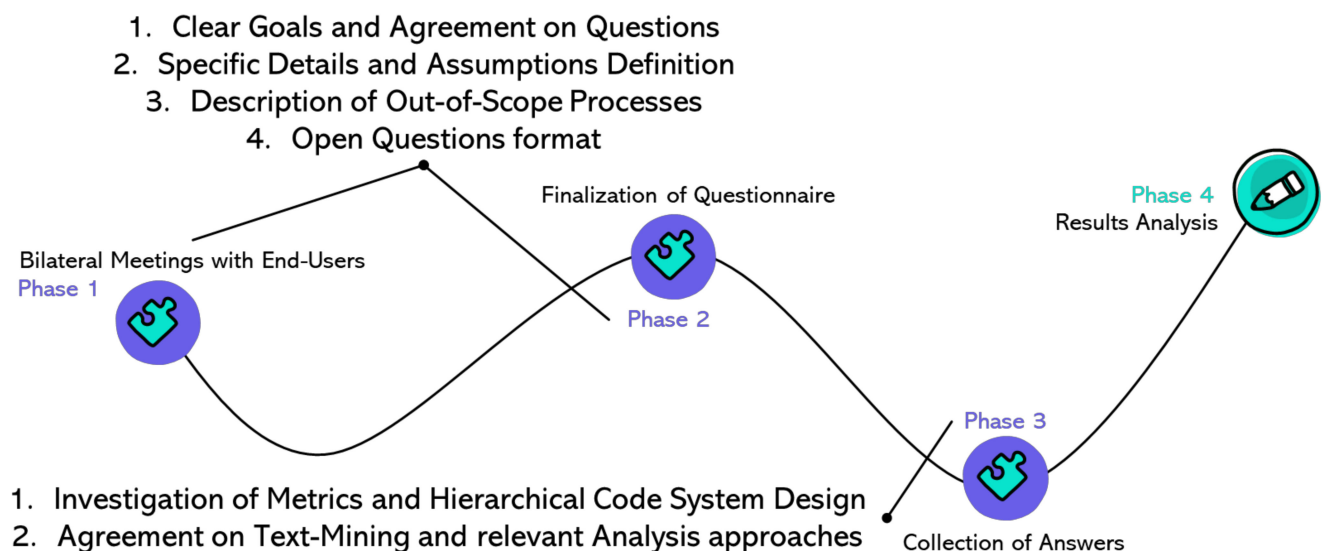 1. Clear Goals and Agreement on Questions
2. Specific Details and Assumptions Definition
3. Description of Out-of-Scope Processes
4. Open Questions format
Bilateral Meetings with End-Users
Phase 1
Finalization of Questionnaire
Phase 2
Phase 3
Collection of Answers
Phase 4
Results Analysis
1. Investigation of Metrics and Hierarchical Code System Design
2. Agreement on Text-Mining and relevant Analysis approaches